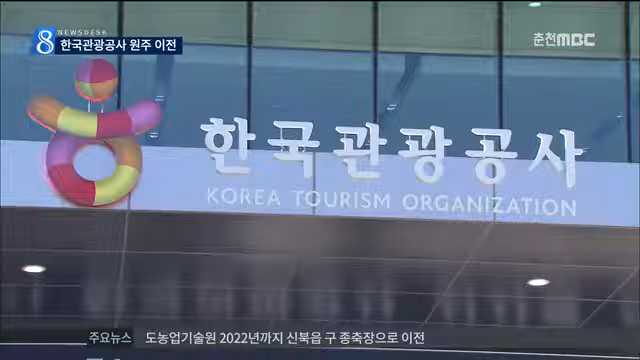 8 NEWSDESK
한국관광공사 원주 이전
춘천MBC
한국관광공사
KOREA TOURISM ORGANIZATION
주요뉴스 도농업기술원 2022년까지 신북읍 구 종축장으로 이전